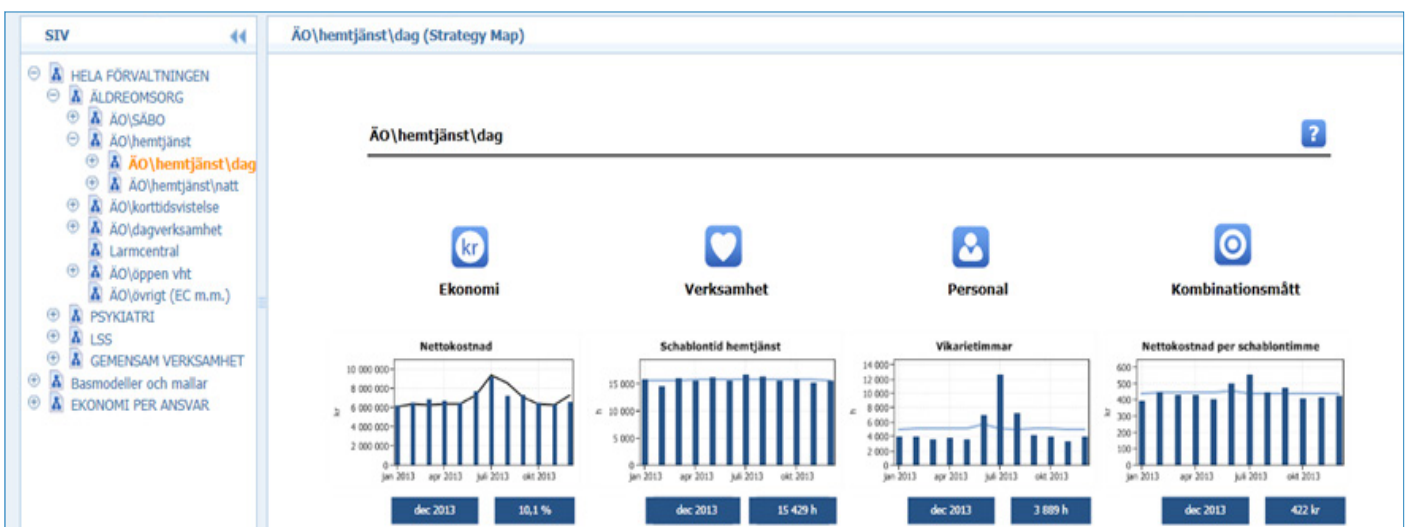 SIV
HELA FÖRVALTNINGEN
ÄLDREOMSORG
ÄO\SÄBO
ÄO\hemtjänst
ÄO\hemtjänst\dag
ÄO\hemtjänst\natt
ÄO\korttidsvistelse
ÄO\dagverksamhet
Larmcentral
ÄO\öppen vht
ÄO\övrigt (EC m.m.)
PSYKIATRI
LSS
GEMENSAM VERKSAMHET
Basmodeller och mallar
EKONOMI PER ANSVAR
ÄO\hemtjänst\dag (Strategy Map)
ÄO\hemtjänst\dag
?
kr
Ekonomi
Verksamhet
Personal
Kombinationsmått
Nettokostnad
10 000 000
8 000 000
6 000 000
4 000 000
2 000 000
0
kr
jan 2013 apr 2013 juli 2013 okt 2013
dec 2013 10,1 %
Schablontid hemtjänst
15 000
10 000
5 000
0
h
jan 2013 apr 2013 juli 2013 okt 2013
dec 2013 15 429 h
Vikarietimmar
14 000
12 000
10 000
8 000
6 000
4 000
2 000
0
h
jan 2013 apr 2013 juli 2013 okt 2013
dec 2013 3 889 h
Nettokostnad per schablontimme
600
500
400
300
200
100
0
kr
jan 2013 apr 2013 juli 2013 okt 2013
dec 2013 422 kr